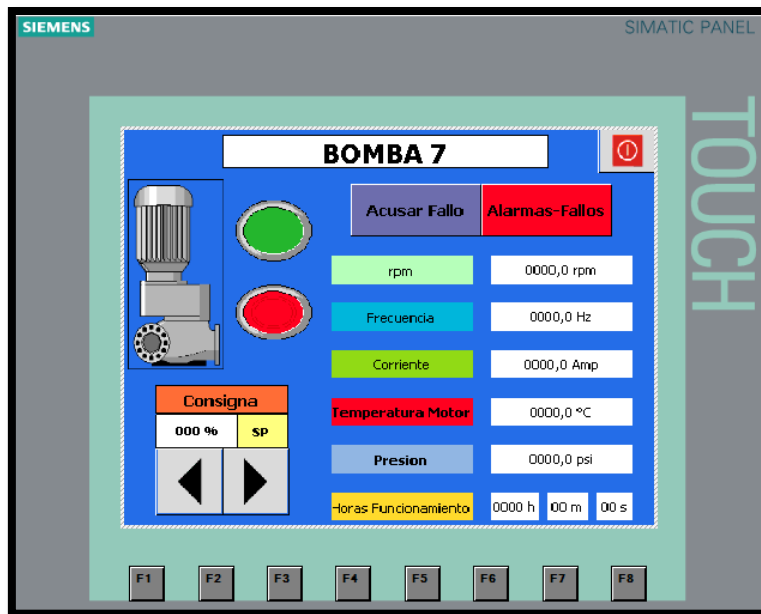 SIEMENS
SIMATIC PANEL
TOUCH
BOMBA 7
Acusar Fallo
Alarmas-Fallos
rpm
0000,0 rpm
Frecuencia
0000,0 Hz
Corriente
0000,0 Amp
Consigna
000 %
SP
Temperatura Motor
0000,0 ºC
Presion
0000,0 psi
Horas Funcionamiento
0000 h
00 m
00 s
F1
F2
F3
F4
F5
F6
F7
F8